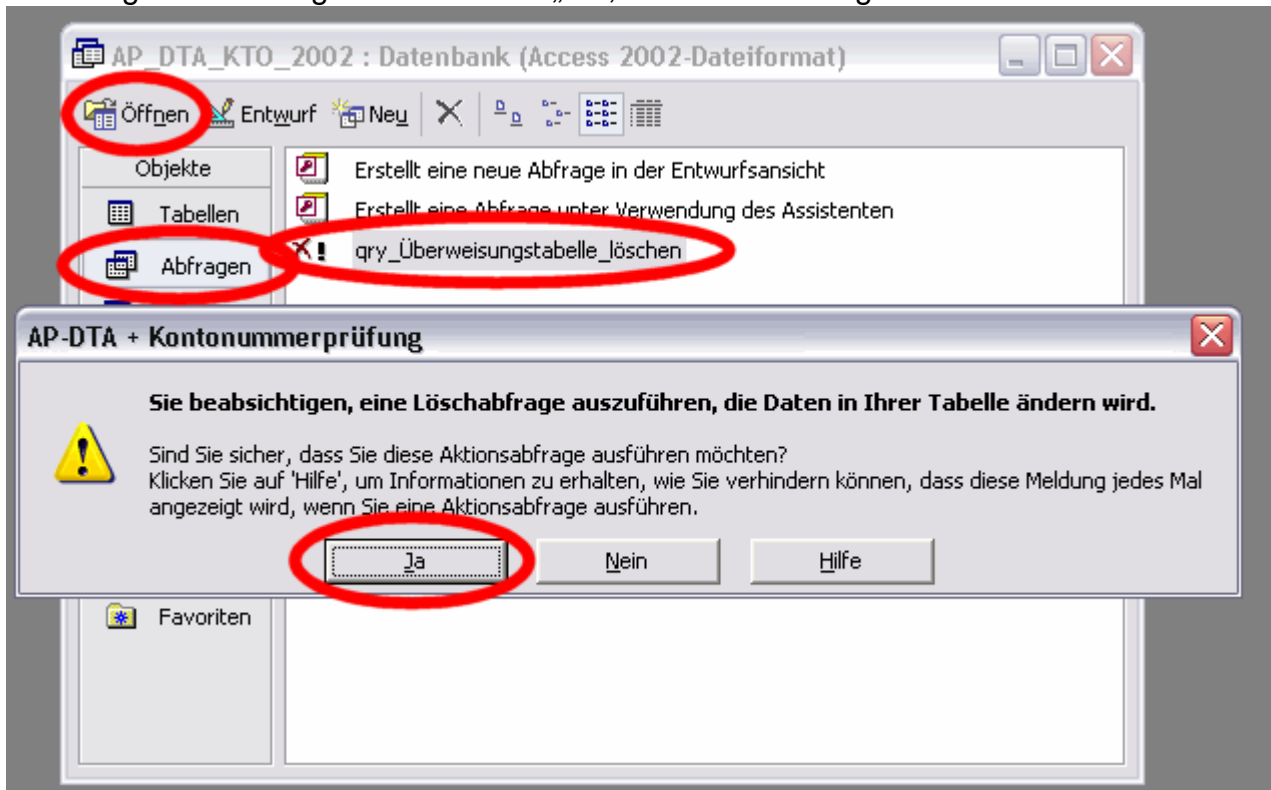 AP_DTA_KTO_2002 : Datenbank (Access 2002-Dateiformat)
Öffnen Entwurf Neu
Objekte
Erstellt eine neue Abfrage in der Entwurfsansicht
Tabellen
Erstellt eine Abfrage unter Verwendung des Assistenten
Abfragen
qry_Überweisungstabelle_löschen
AP-DTA + Kontonummerprüfung
Sie beabsichtigen, eine Löschabfrage auszuführen, die Daten in Ihrer Tabelle ändern wird.
Sind Sie sicher, dass Sie diese Aktionsabfrage ausführen möchten?
Klicken Sie auf 'Hilfe', um Informationen zu erhalten, wie Sie verhindern können, dass diese Meldung jedes Mal
angezeigt wird, wenn Sie eine Aktionsabfrage ausführen.
Ja Nein Hilfe
Favoriten